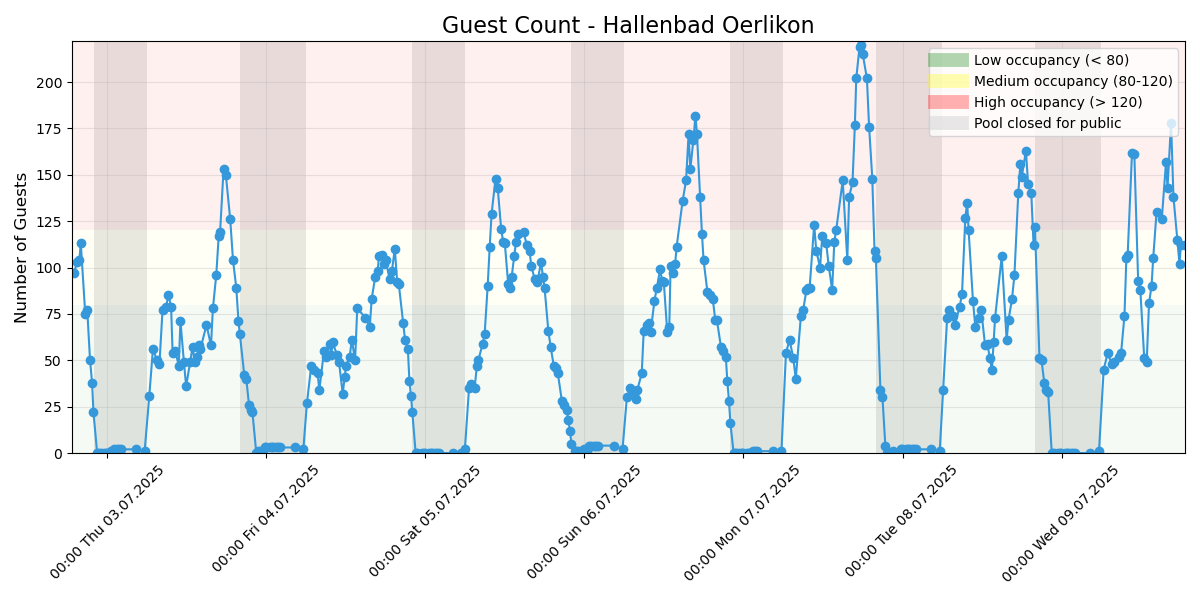 Guest Count - Hallenbad Oerlikon
Number of Guests
200
175
150
125
100
75
50
25
0
Low occupancy (< 80)
Medium occupancy (80-120)
High occupancy (> 120)
Pool closed for public
00:00 Thu 03.07.2025
00:00 Fri 04.07.2025
00:00 Sat 05.07.2025
00:00 Sun 06.07.2025
00:00 Mon 07.07.2025
00:00 Tue 08.07.2025
00:00 Wed 09.07.2025